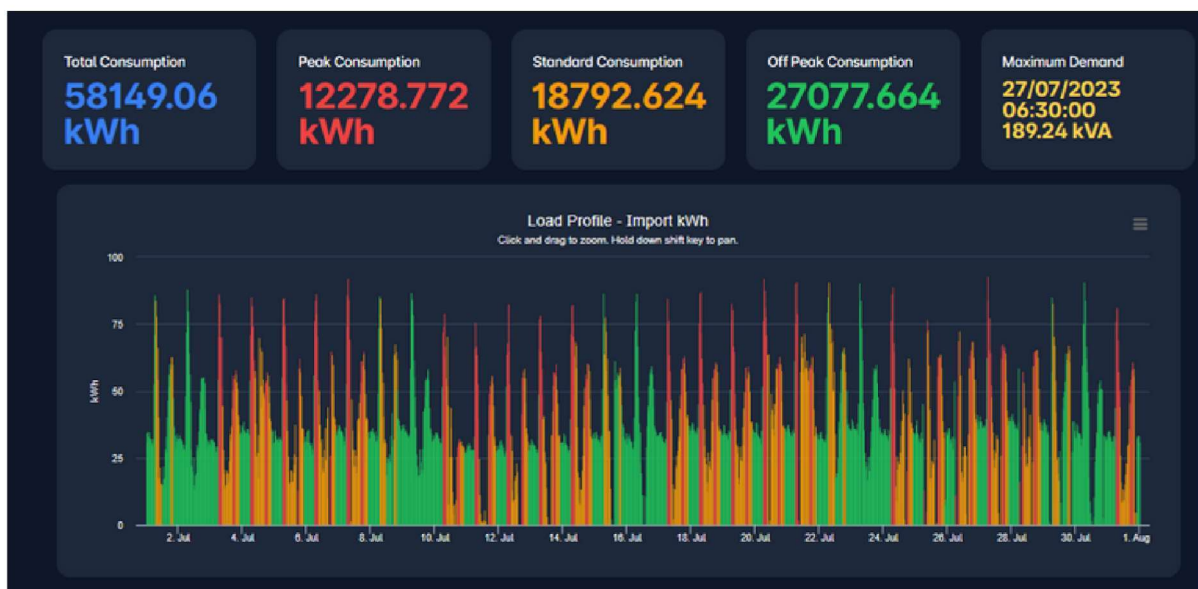 Total Consumption
58149.06
kWh
Peak Consumption
12278.772
kWh
Standard Consumption
18792.624
kWh
Off Peak Consumption
27077.664
kWh
Maximum Demand
27/07/2023
06:30:00
189.24 kVA
Load Profile - Import kWh
Click and drag to zoom. Hold down shift key to pan.
100
75
50
25
0
kWh
2. Jul 4. Jul 6. Jul 8. Jul 10. Jul 12. Jul 14. Jul 16. Jul 18. Jul 20. Jul 22. Jul 24. Jul 26. Jul 28. Jul 30. Jul 1. Aug